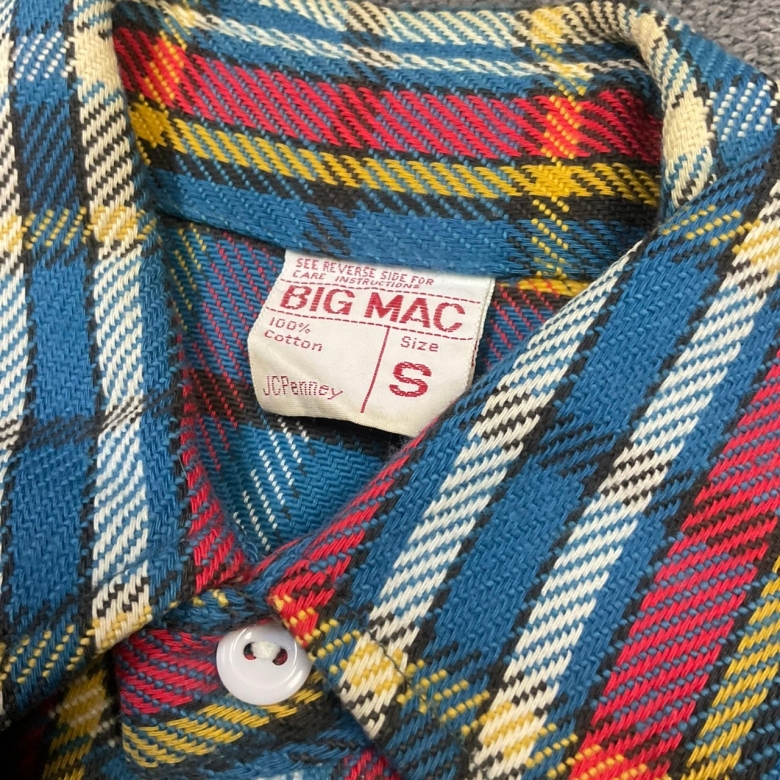 SEE REVERSE SIDE FOR
CARE INSTRUCTIONS
BIG MAC
100%
Cotton
Size
S
JCPenney